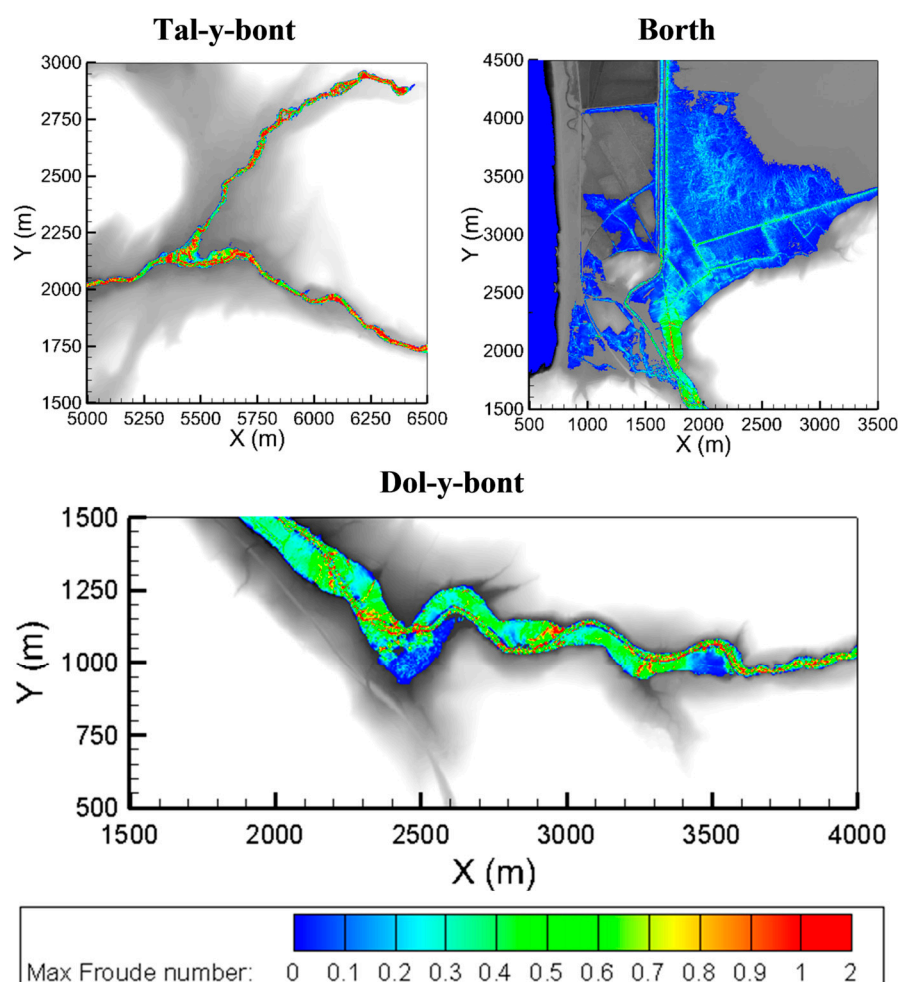 Tal-y-bont
Borth
3000
2750
2500
2250
2000
1750
1500
Y (m)
5000 5250 5500 5750 6000 6250 6500
X (m)
4500
4000
3500
3000
2500
2000
1500
Y (m)
500 1000 1500 2000 2500 3000 3500
X (m)
Dol-y-bont
1500
1250
1000
750
500
Y (m)
1500 2000 2500 3000 3500 4000
X (m)
Max Froude number: 0 0.1 0.2 0.3 0.4 0.5 0.6 0.7 0.8 0.9 1 2